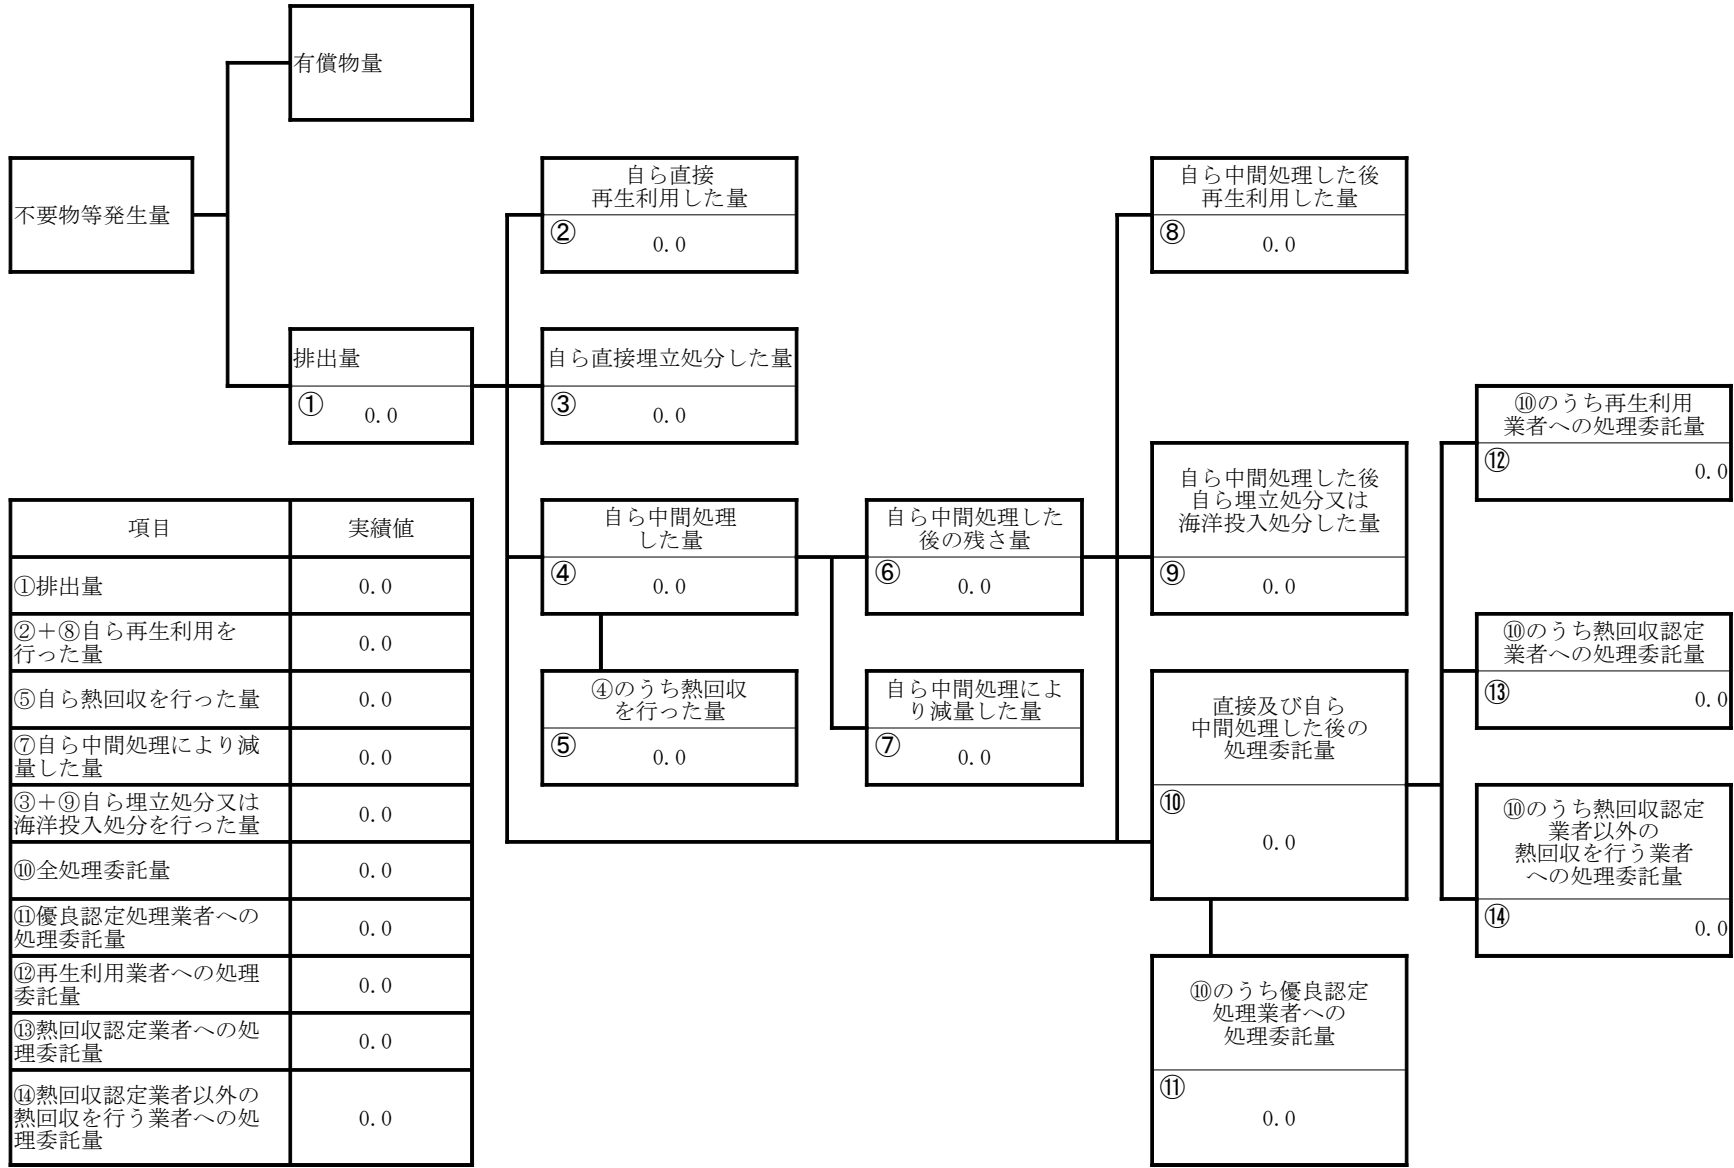 有償物量
不要物等発生量
自ら直接
再生利用した量
②
0.0
自ら中間処理した後
再生利用した量
⑧
0.0
排出量
①
0.0
自ら直接埋立処分した量
③
0.0
⑩のうち再生利用
業者への処理委託量
⑫
0.0
自ら中間処理
した量
④
0.0
自ら中間処理した
後の残さ量
⑥
0.0
自ら中間処理した後
自ら埋立処分又は
海洋投入処分した量
⑨
0.0
⑩のうち熱回収認定
業者への処理委託量
⑬
0.0
④のうち熱回収
を行った量
⑤
0.0
自ら中間処理によ
り減量した量
⑦
0.0
直接及び自ら
中間処理した後の
処理委託量
⑩
0.0
⑩のうち熱回収認定
業者以外の
熱回収を行う業者
への処理委託量
⑭
0.0
⑩のうち優良認定
処理業者への
処理委託量
⑪
0.0
項目 実績値
①排出量 0.0
②+⑧自ら再生利用を
行った量 0.0
⑤自ら熱回収を行った量 0.0
⑦自ら中間処理により減
量した量 0.0
③+⑨自ら埋立処分又は
海洋投入処分を行った量 0.0
⑩全処理委託量 0.0
⑪優良認定処理業者への
処理委託量 0.0
⑫再生利用業者への処理
委託量 0.0
⑬熱回収認定業者への処
理委託量 0.0
⑭熱回収認定業者以外の
熱回収を行う業者への処
理委託量 0.0